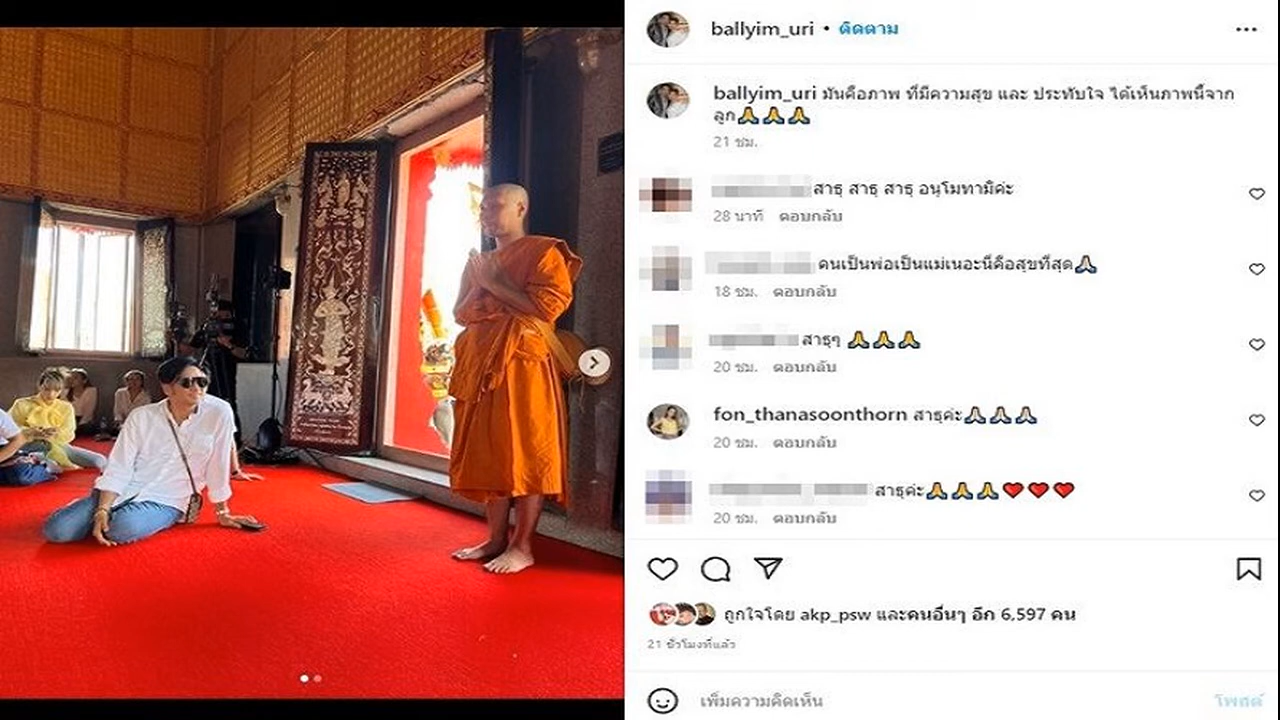 ballyim_uri • ติดตาม
ballyim_uri มันคือภาพ ที่มีความสุข และ ประทับใจ ได้เห็นภาพนี้จาก
ลูก🙏🙏🙏
21 ชม.
สาธุ สาธุ สาธุ อนุโมทามิค่ะ
28 นาที ตอบกลับ
คนเป็นพ่อเป็นแม่เนอะนี่คือสุขที่สุด🙏
18 ชม. ตอบกลับ
สาธุๆ 🙏🙏🙏
20 ชม. ตอบกลับ
fon_thanasoonthorn สาธุค่ะ🙏🙏🙏
20 ชม. ตอบกลับ
สาธุค่ะ🙏🙏🙏❤️❤️❤️
20 ชม. ตอบกลับ
ถูกใจโดย akp_psw และคนอื่นๆ อีก 6,597 คน
21 ชั่วโมงที่แล้ว
เพิ่มความคิดเห็น
โพสต์